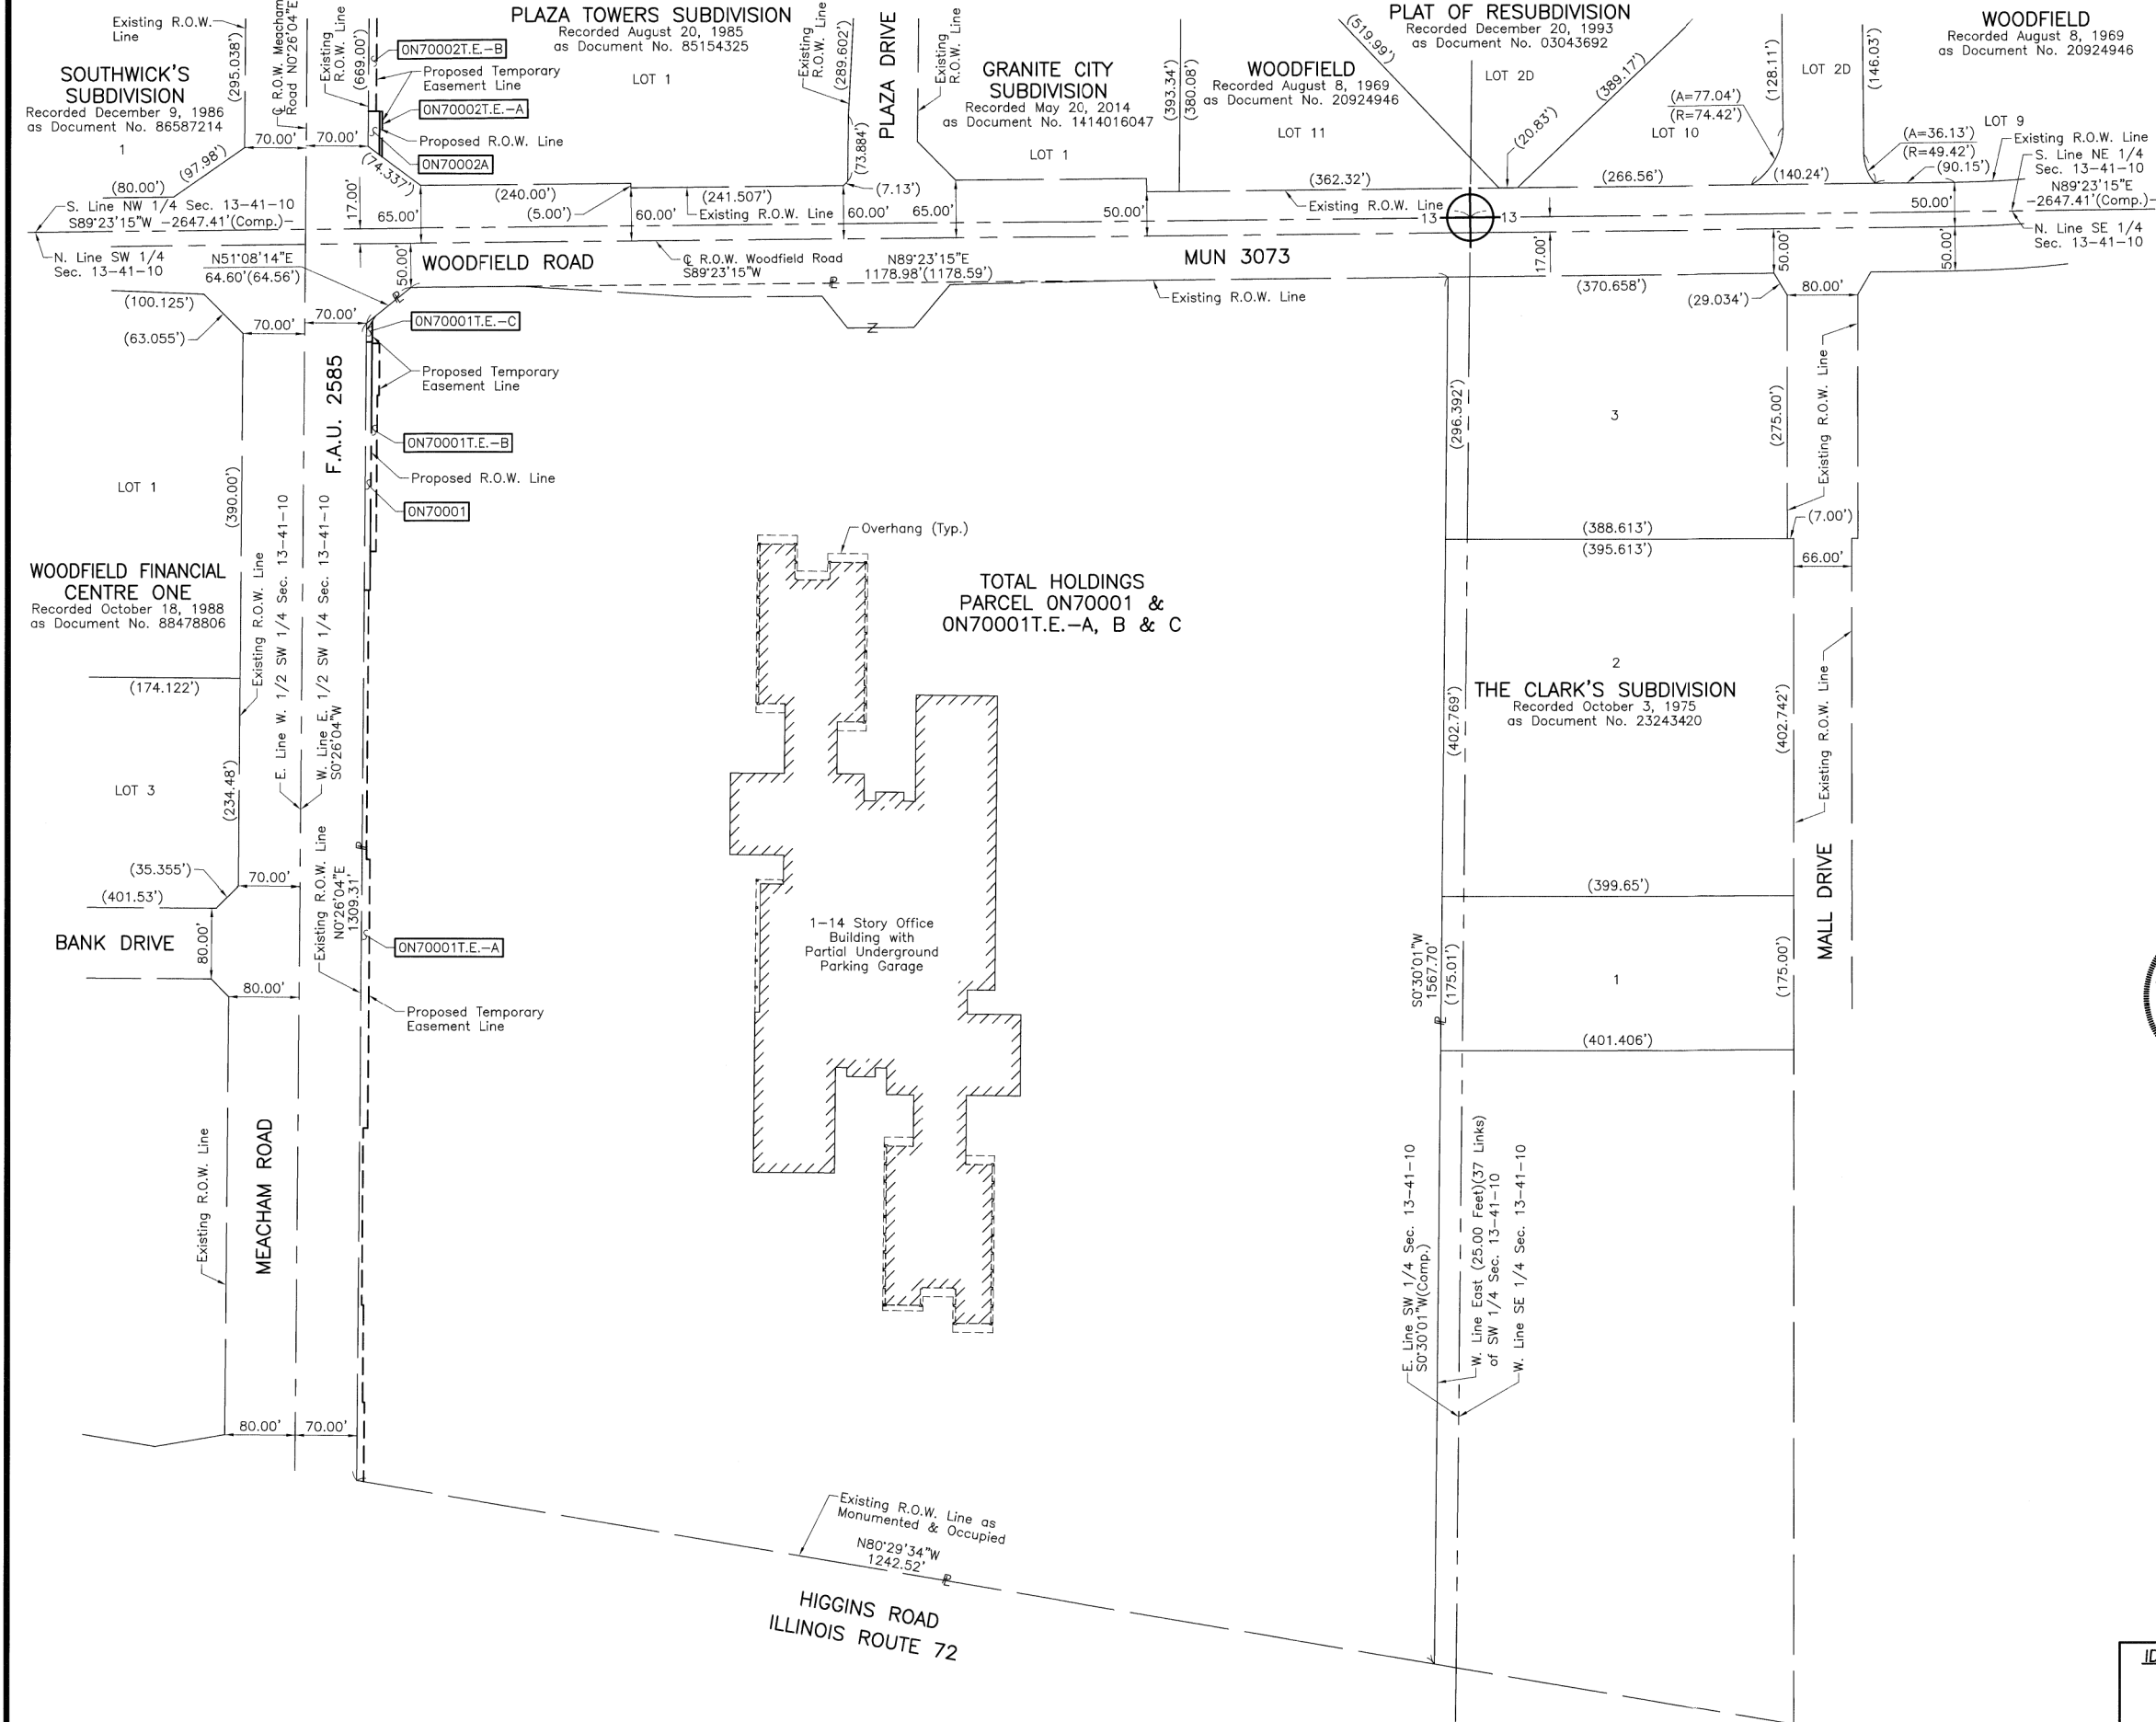 Existing R.O.W.
Line
(295.038')
℄ R.O.W. Meacham
Road N0°26'04"E
Existing
R.O.W. Line
(669.00')
PLAZA TOWERS SUBDIVISION
Recorded August 20, 1985
as Document No. 85154325
LOT 1
0N70002T.E.-B
Proposed Temporary
Easement Line
0N70002T.E.-A
Proposed R.O.W. Line
0N70002A
SOUTHWICK'S
SUBDIVISION
Recorded December 9, 1986
as Document No. 86587214
1
(97.98')
(80.00')
70.00'
70.00'
(74.337')
17.00'
65.00'
Existing
R.O.W. Line
(289.602')
PLAZA DRIVE
(73.884')
Existing
R.O.W. Line
GRANITE CITY
SUBDIVISION
Recorded May 20, 2014
as Document No. 1414016047
LOT 1
(393.34')
(380.08')
WOODFIELD
Recorded August 8, 1969
as Document No. 20924946
LOT 11
PLAT OF RESUBDIVISION
Recorded December 20, 1993
as Document No. 03043692
(519.99')
LOT 2D
(389.17')
(20.83')
(A=77.04')
(R=74.42')
LOT 10
(128.11')
LOT 2D
(146.03')
WOODFIELD
Recorded August 8, 1969
as Document No. 20924946
(A=36.13')
(R=49.42')
LOT 9
Existing R.O.W. Line
(90.15')
S. Line NE 1/4
Sec. 13-41-10
N89°23'15"E
-2647.41'(Comp.)-
N. Line SE 1/4
Sec. 13-41-10
S. Line NW 1/4 Sec. 13-41-10
S89°23'15"W -2647.41'(Comp.)-
N. Line SW 1/4
Sec. 13-41-10
(240.00')
(5.00')
60.00'
(241.507')
Existing R.O.W. Line
(7.13')
60.00'
65.00'
50.00'
(362.32')
Existing R.O.W. Line
13
13
(266.56')
(140.24')
50.00'
N51°08'14"E
64.60'(64.56')
50.00'
WOODFIELD ROAD
℄ R.O.W. Woodfield Road
S89°23'15"W
N89°23'15"E
1178.98'(1178.59')
MUN 3073
17.00'
50.00'
50.00'
Existing R.O.W. Line
(370.658')
(29.034')
80.00'
(100.125')
(63.055')
70.00'
70.00'
0N70001T.E.-C
Proposed Temporary
Easement Line
F.A.U. 2585
0N70001T.E.-B
Proposed R.O.W. Line
0N70001
LOT 1
(390.00')
WOODFIELD FINANCIAL
CENTRE ONE
Recorded October 18, 1988
as Document No. 88478806
Existing R.O.W. Line
E. Line W. 1/2 SW 1/4 Sec. 13-41-10
W. Line E. 1/2 SW 1/4 Sec. 13-41-10
S0°26'04"W
(174.122')
LOT 3
(234.48')
(35.355')
(401.53')
70.00'
BANK DRIVE
80.00'
80.00'
Existing R.O.W. Line
N0°26'04"E
1309.31'
0N70001T.E.-A
Proposed Temporary
Easement Line
Existing R.O.W. Line
MEACHAM ROAD
80.00'
70.00'
Overhang (Typ.)
TOTAL HOLDINGS
PARCEL 0N70001 &
0N70001T.E.-A, B & C
1-14 Story Office
Building with
Partial Underground
Parking Garage
(296.392')
3
(275.00')
Existing R.O.W. Line
(7.00')
(388.613')
(395.613')
66.00'
2
THE CLARK'S SUBDIVISION
Recorded October 3, 1975
as Document No. 23243420
(402.769')
(402.742')
Existing R.O.W. Line
(399.65')
MALL DRIVE
S0°30'01"W
1567.70'
(175.01')
1
(175.00')
(401.406')
E. Line SW 1/4 Sec. 13-41-10
S0°30'01"W(Comp.)
W. Line East (25.00 Feet)(37 Links)
of SW 1/4 Sec. 13-41-10
W. Line SE 1/4 Sec. 13-41-10
Existing R.O.W. Line as
Monumented & Occupied
N80°29'34"W
1242.52'
HIGGINS ROAD
ILLINOIS ROUTE 72